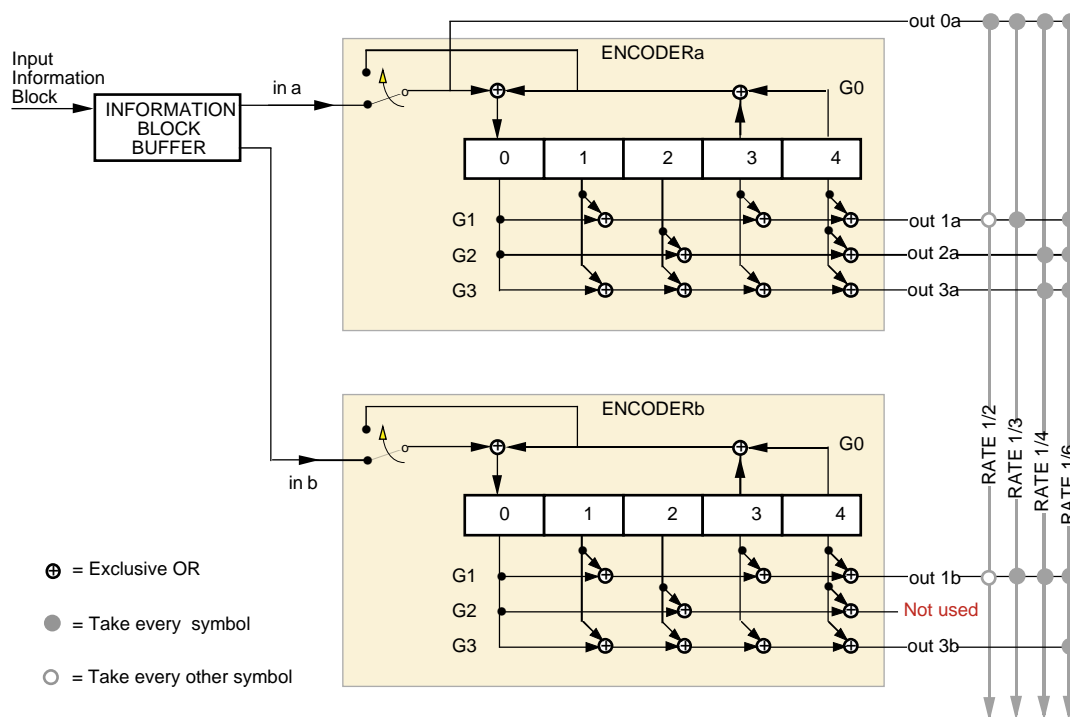 out 0a
ENCODERa
Input
Information
Block
in a
G0
INFORMATION
BLOCK
BUFFER
0 1 2 3 4
G1
out 1a
G2
out 2a
G3
out 3a
ENCODERb
G0
in b
RATE 1/2
RATE 1/3
RATE 1/4
RATE 1/6
0 1 2 3 4
G1
out 1b
G2
Not used
G3
out 3b
= Exclusive OR
= Take every symbol
= Take every other symbol